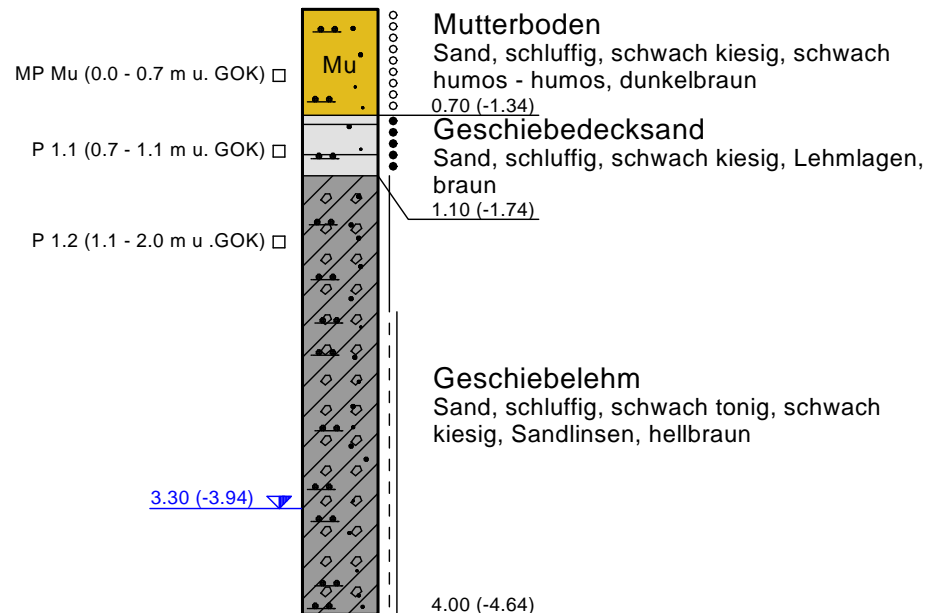 Mutterboden
Sand, schluffig, schwach kiesig, schwach
humos - humos, dunkelbraun
0.70 (-1.34)
MP Mu (0.0 - 0.7 m u. GOK)
Mu
Geschiebedecksand
Sand, schluffig, schwach kiesig, Lehmlagen,
braun
1.10 (-1.74)
P 1.1 (0.7 - 1.1 m u. GOK)
P 1.2 (1.1 - 2.0 m u .GOK)
Geschiebelehm
Sand, schluffig, schwach tonig, schwach
kiesig, Sandlinsen, hellbraun
3.30 (-3.94)
4.00 (-4.64)